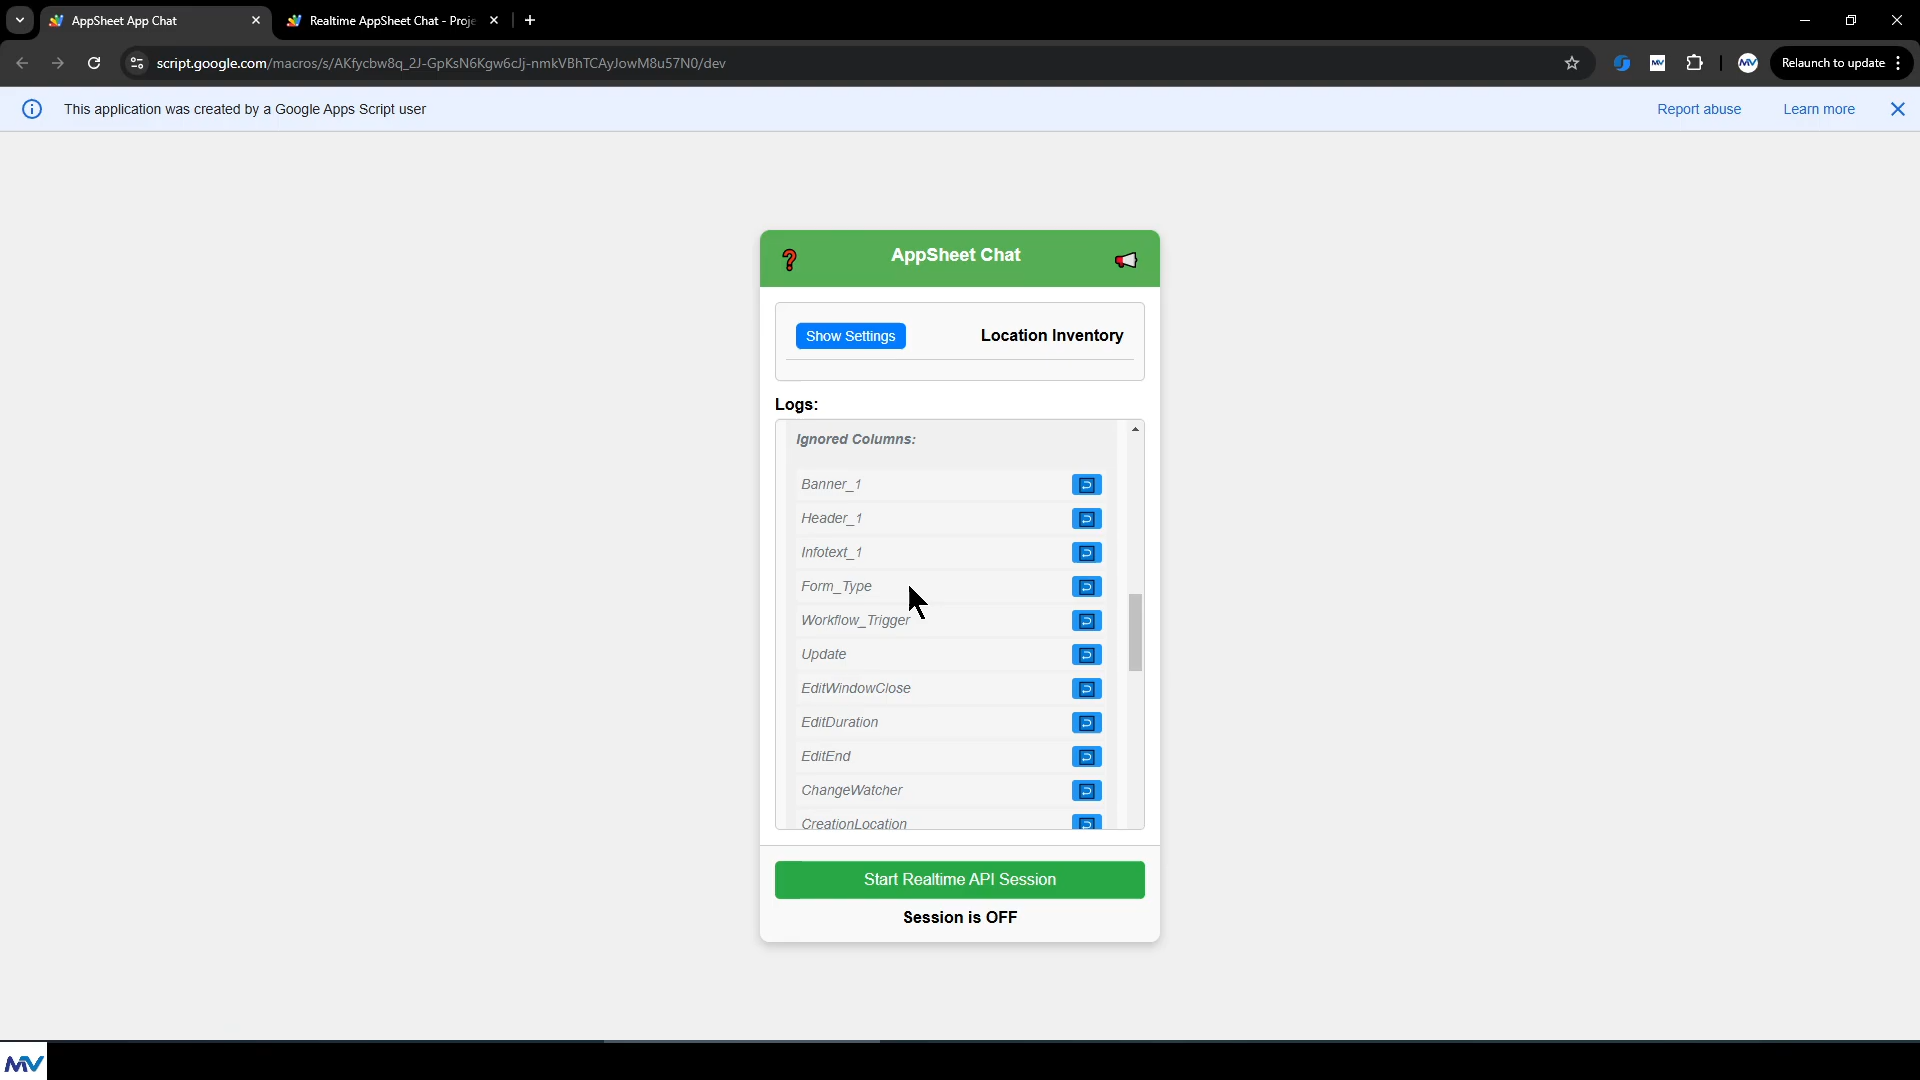 AppSheet App Chat
Realtime AppSheet Chat - Proje
script.google.com/macros/s/AKfycbw8q_2J-GpKsN6Kgw6cJj-nmkVBhTCAyJowM8u57N0/dev
MV
MV
Relaunch to update
This application was created by a Google Apps Script user
Report abuse
Learn more
AppSheet Chat
Show Settings
Location Inventory
Logs:
Ignored Columns:
Banner_1
Header_1
Infotext_1
Form_Type
Workflow_Trigger
Update
EditWindowClose
EditDuration
EditEnd
ChangeWatcher
CreationLocation
Start Realtime API Session
Session is OFF
MV